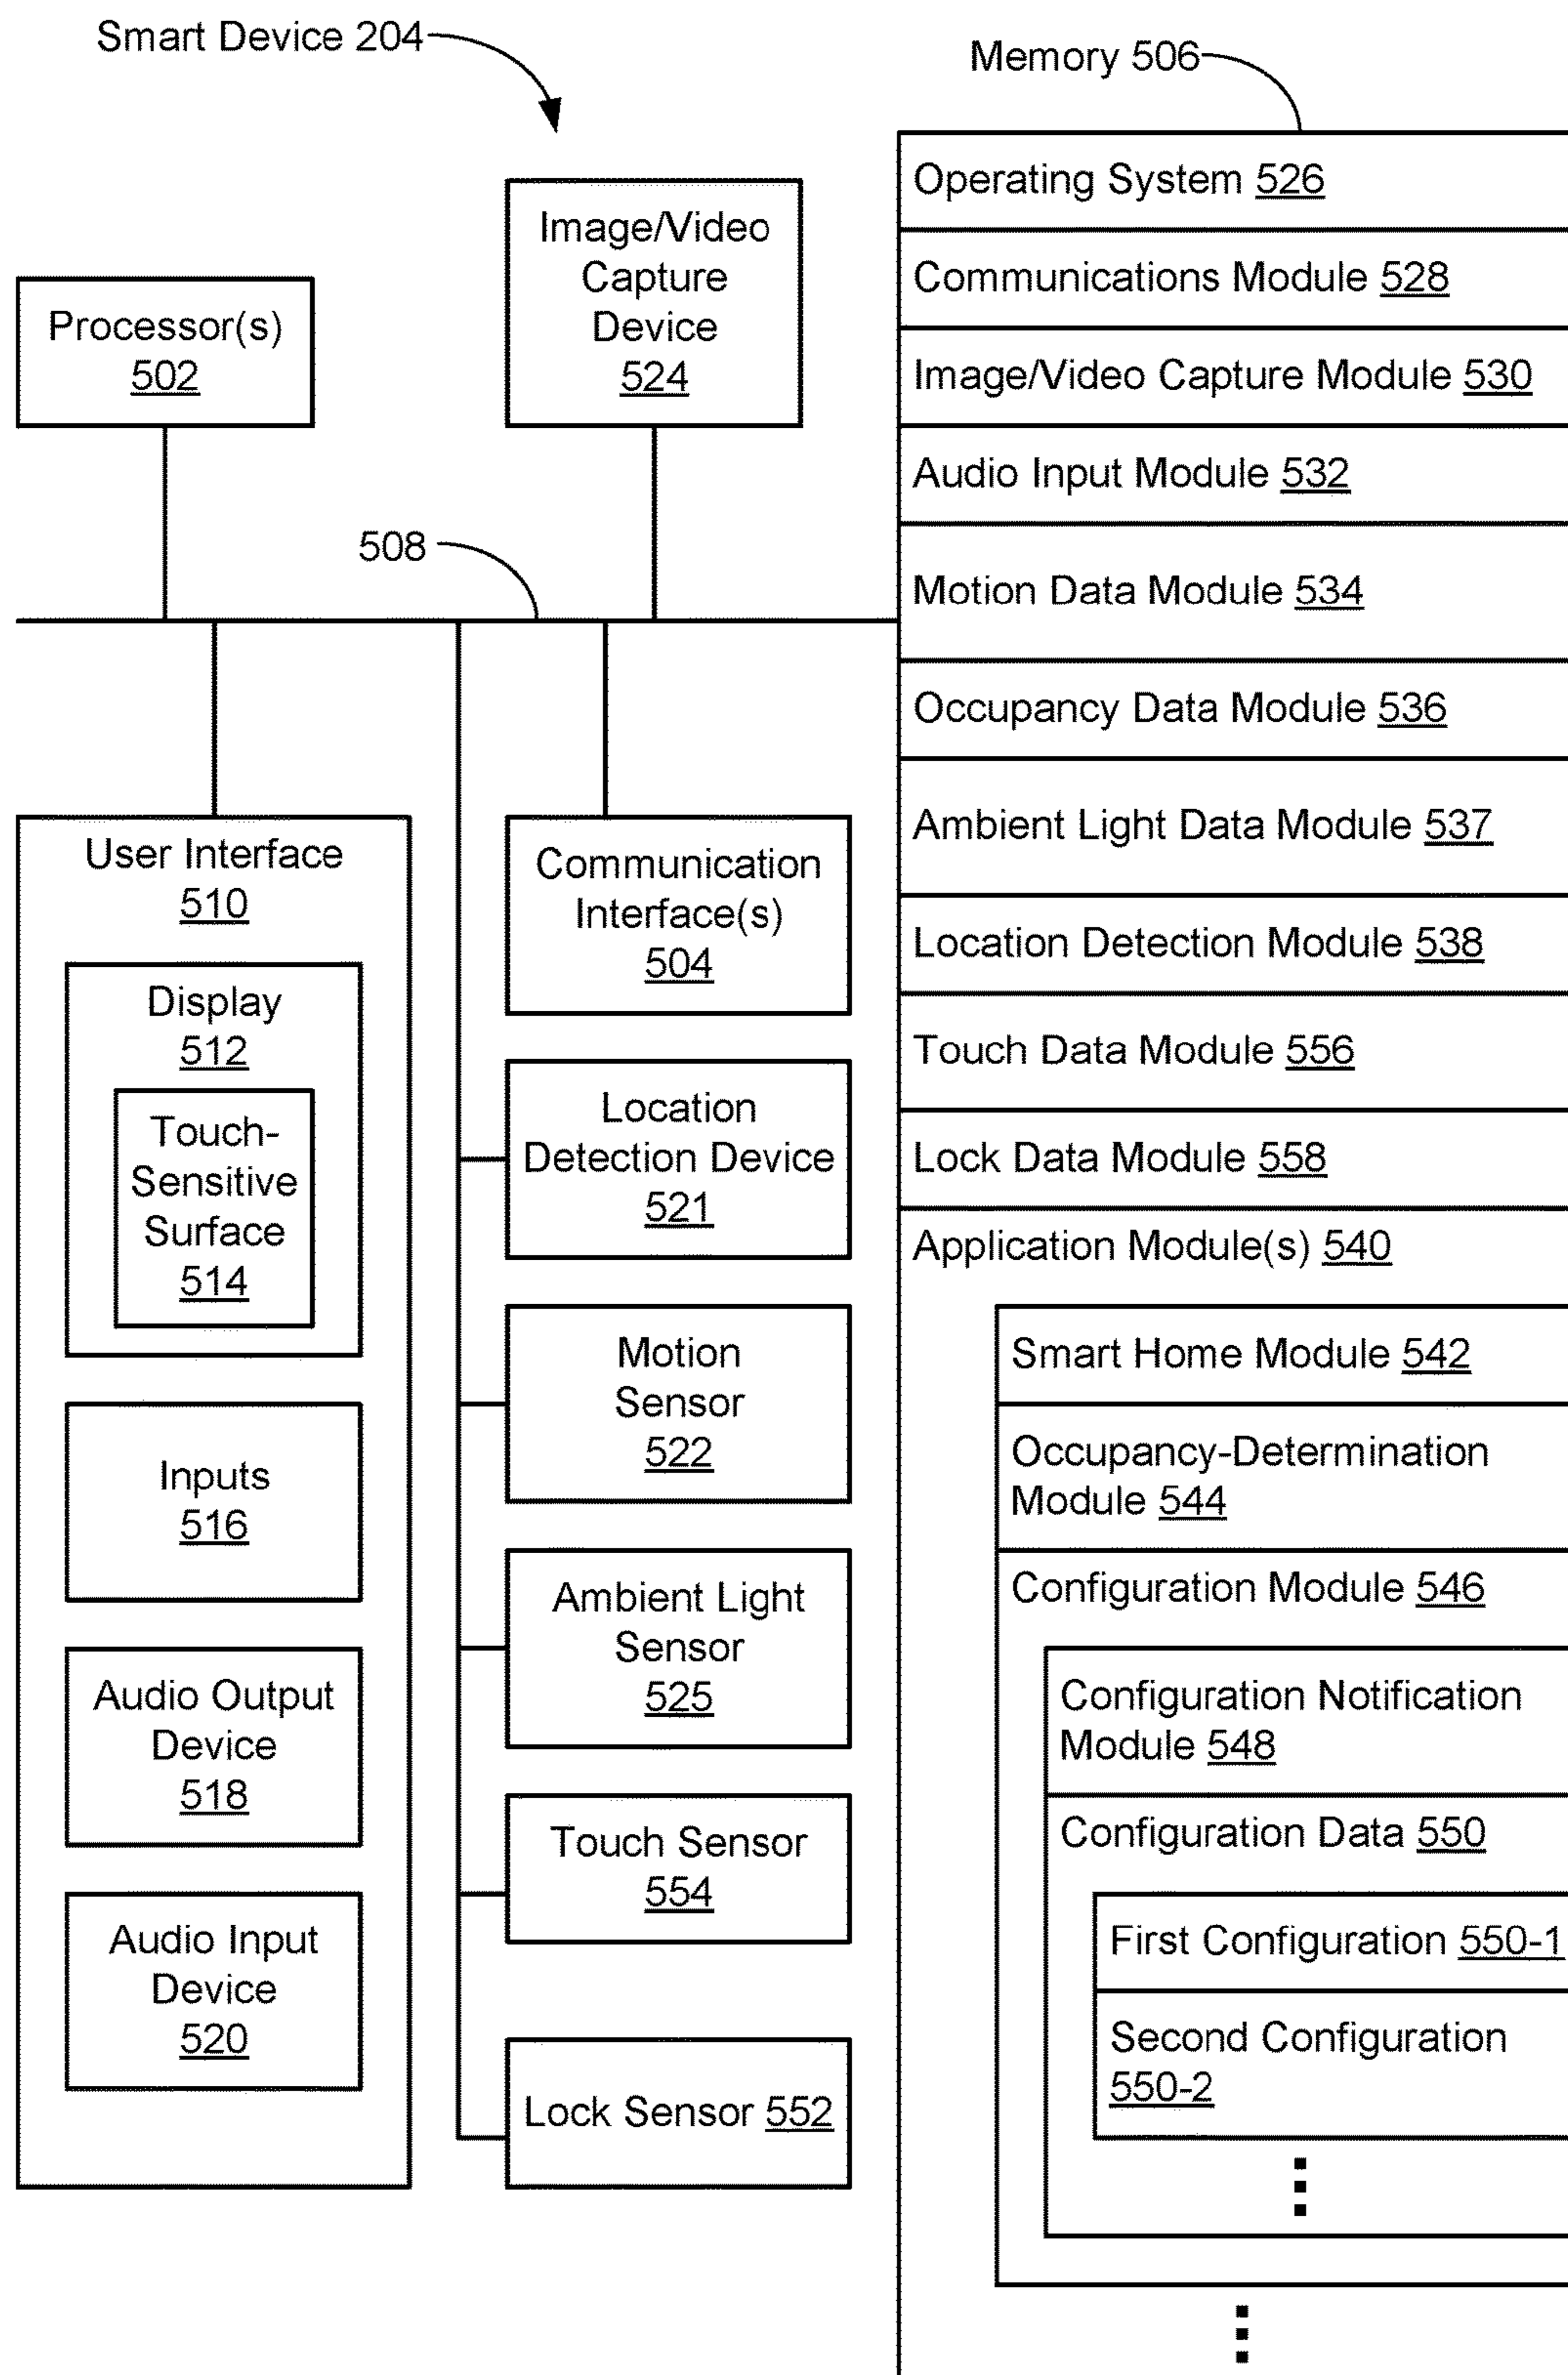 Smart Device 204
Memory 506
Processor(s)
502
Image/Video
Capture
Device
524
508
User Interface
510
Display
512
Touch-
Sensitive
Surface
514
Inputs
516
Audio Output
Device
518
Audio Input
Device
520
Communication
Interface(s)
504
Location
Detection Device
521
Motion
Sensor
522
Ambient Light
Sensor
525
Touch Sensor
554
Lock Sensor 552
Operating System 526
Communications Module 528
Image/Video Capture Module 530
Audio Input Module 532
Motion Data Module 534
Occupancy Data Module 536
Ambient Light Data Module 537
Location Detection Module 538
Touch Data Module 556
Lock Data Module 558
Application Module(s) 540
Smart Home Module 542
Occupancy-Determination
Module 544
Configuration Module 546
Configuration Notification
Module 548
Configuration Data 550
First Configuration 550-1
Second Configuration
550-2